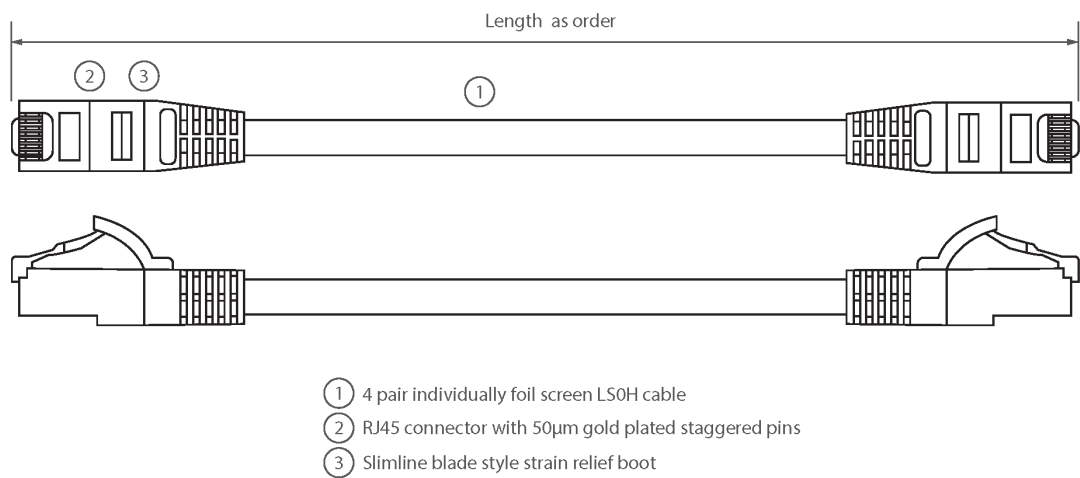 Length as order
2 3
1
1 4 pair individually foil screen LS0H cable
2 RJ45 connector with 50μm gold plated staggered pins
3 Slimline blade style strain relief boot